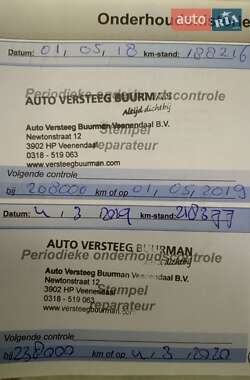 AUTO RIA
Onderhoud
Datum: 01, 05, 18 km-stand: 188216
Periodieke onderhoudscontrole
AUTO VERSTEEG BUURMAN
Altijd dichtbij
Auto Versteeg Buurman Veenendaal B.V.
Newtonstraat 12
3902 HP Veenendaal
0318 - 519 063
www.versteegbuurman.com
Stempel
reparateur
Volgende controle
bij 208000 km of op 01, 05, 2019
Datum: 4, 3, 2019 km-stand:
Periodieke onderhoudscontrole
AUTO VERSTEEG BUURMAN
Altijd dichtbij
Auto Versteeg Buurman Veenendaal B.V.
Newtonstraat 12
3902 HP Veenendaal
0318 - 519 063
www.versteegbuurman.com
Stempel
reparateur
Volgende controle
bij 238000 km of op 4, 3, 2020